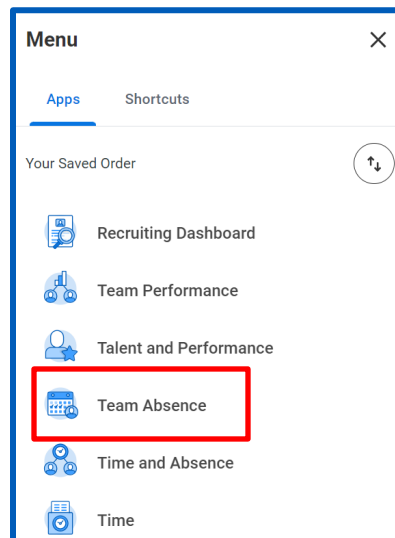 Menu
Apps Shortcuts
Your Saved Order
Recruiting Dashboard
Team Performance
Talent and Performance
Team Absence
Time and Absence
Time